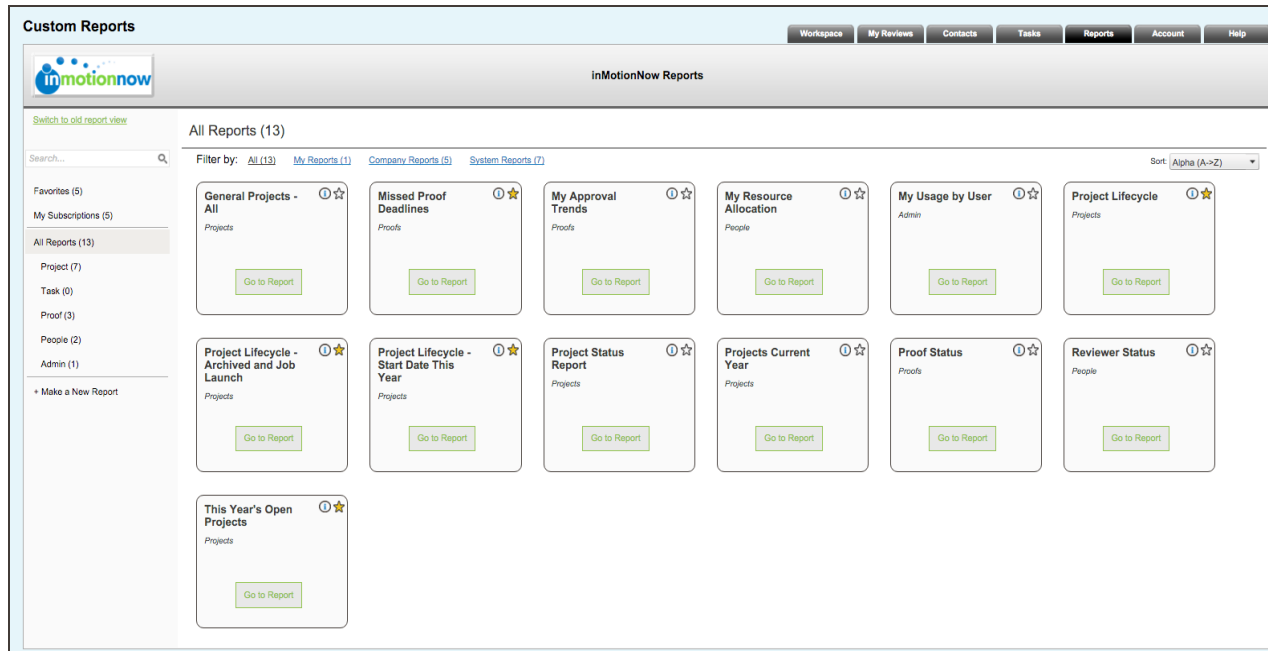 Custom Reports
Workspace My Reviews Contacts Tasks Reports Account Help
inmotionnow
inMotionNow Reports
Switch to old report view
Search...
Favorites (5)
My Subscriptions (5)
All Reports (13)
Project (7)
Task (0)
Proof (3)
People (2)
Admin (1)
+ Make a New Report
All Reports (13)
Filter by: All (13) My Reports (1) Company Reports (5) System Reports (7)
Sort: Alpha (A->Z)
General Projects -
All
Projects
Go to Report
Missed Proof
Deadlines
Proofs
Go to Report
My Approval
Trends
Proofs
Go to Report
My Resource
Allocation
People
Go to Report
My Usage by User
Admin
Go to Report
Project Lifecycle
Projects
Go to Report
Project Lifecycle -
Archived and Job
Launch
Projects
Go to Report
Project Lifecycle -
Start Date This
Year
Projects
Go to Report
Project Status
Report
Projects
Go to Report
Projects Current
Year
Projects
Go to Report
Proof Status
Proofs
Go to Report
Reviewer Status
People
Go to Report
This Year's Open
Projects
Projects
Go to Report